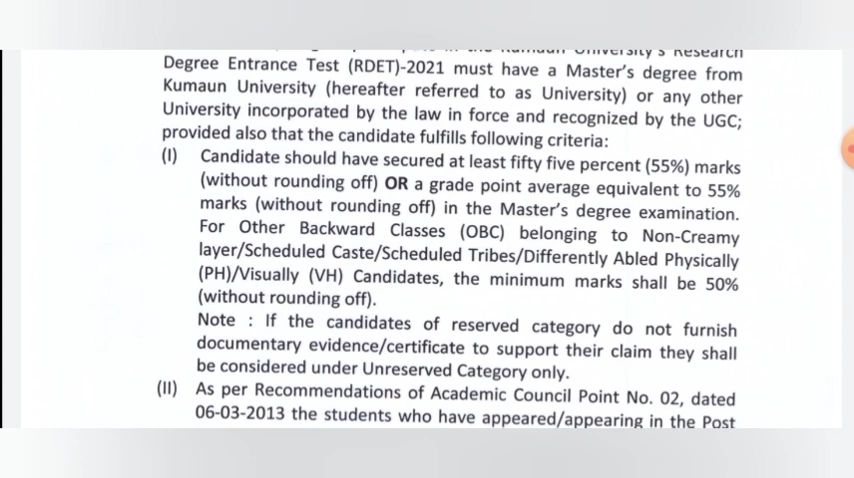 Kumaun University's Research
Degree Entrance Test (RDET)-2021 must have a Master's degree from
Kumaun University (hereafter referred to as University) or any other
University incorporated by the law in force and recognized by the UGC;
provided also that the candidate fulfills following criteria:
(I) Candidate should have secured at least fifty five percent (55%) marks
(without rounding off) OR a grade point average equivalent to 55%
marks (without rounding off) in the Master's degree examination.
For Other Backward Classes (OBC) belonging to Non-Creamy
layer/Scheduled Caste/Scheduled Tribes/Differently Abled Physically
(PH)/Visually (VH) Candidates, the minimum marks shall be 50%
(without rounding off).
Note : If the candidates of reserved category do not furnish
documentary evidence/certificate to support their claim they shall
be considered under Unreserved Category only.
(II) As per Recommendations of Academic Council Point No. 02, dated
06-03-2013 the students who have appeared/appearing in the Post